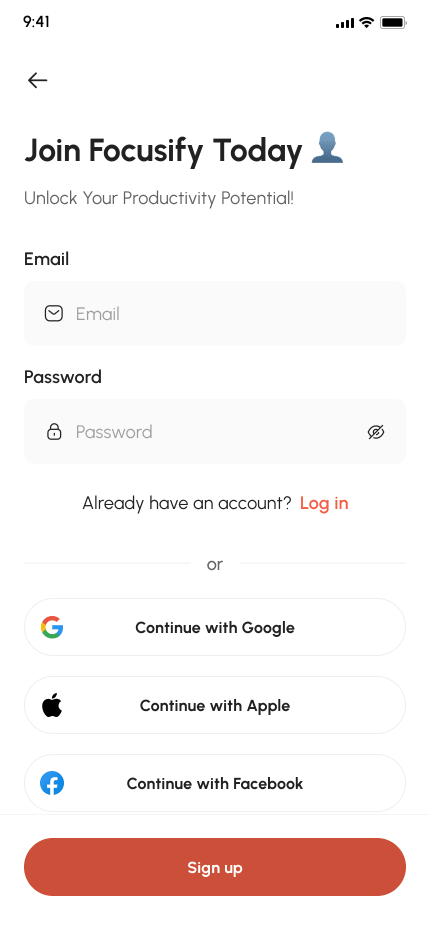 9:41
Join Focusify Today 👤
Unlock Your Productivity Potential!
Email
Email
Password
Password
Already have an account? Log in
or
Continue with Google
Continue with Apple
Continue with Facebook
Sign up